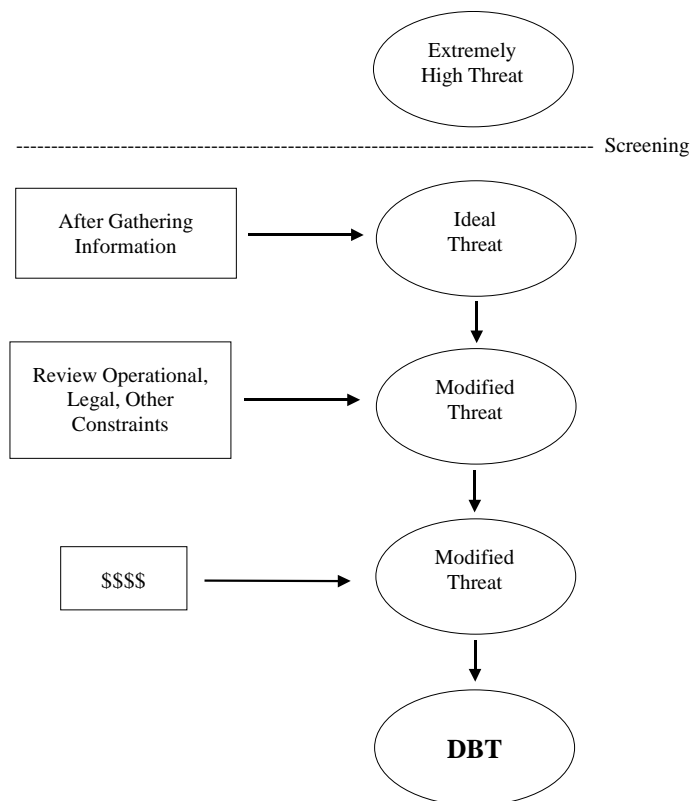 Extremely
High Threat
Screening
After Gathering
Information
Ideal
Threat
Review Operational,
Legal, Other
Constraints
Modified
Threat
$$$$
Modified
Threat
DBT